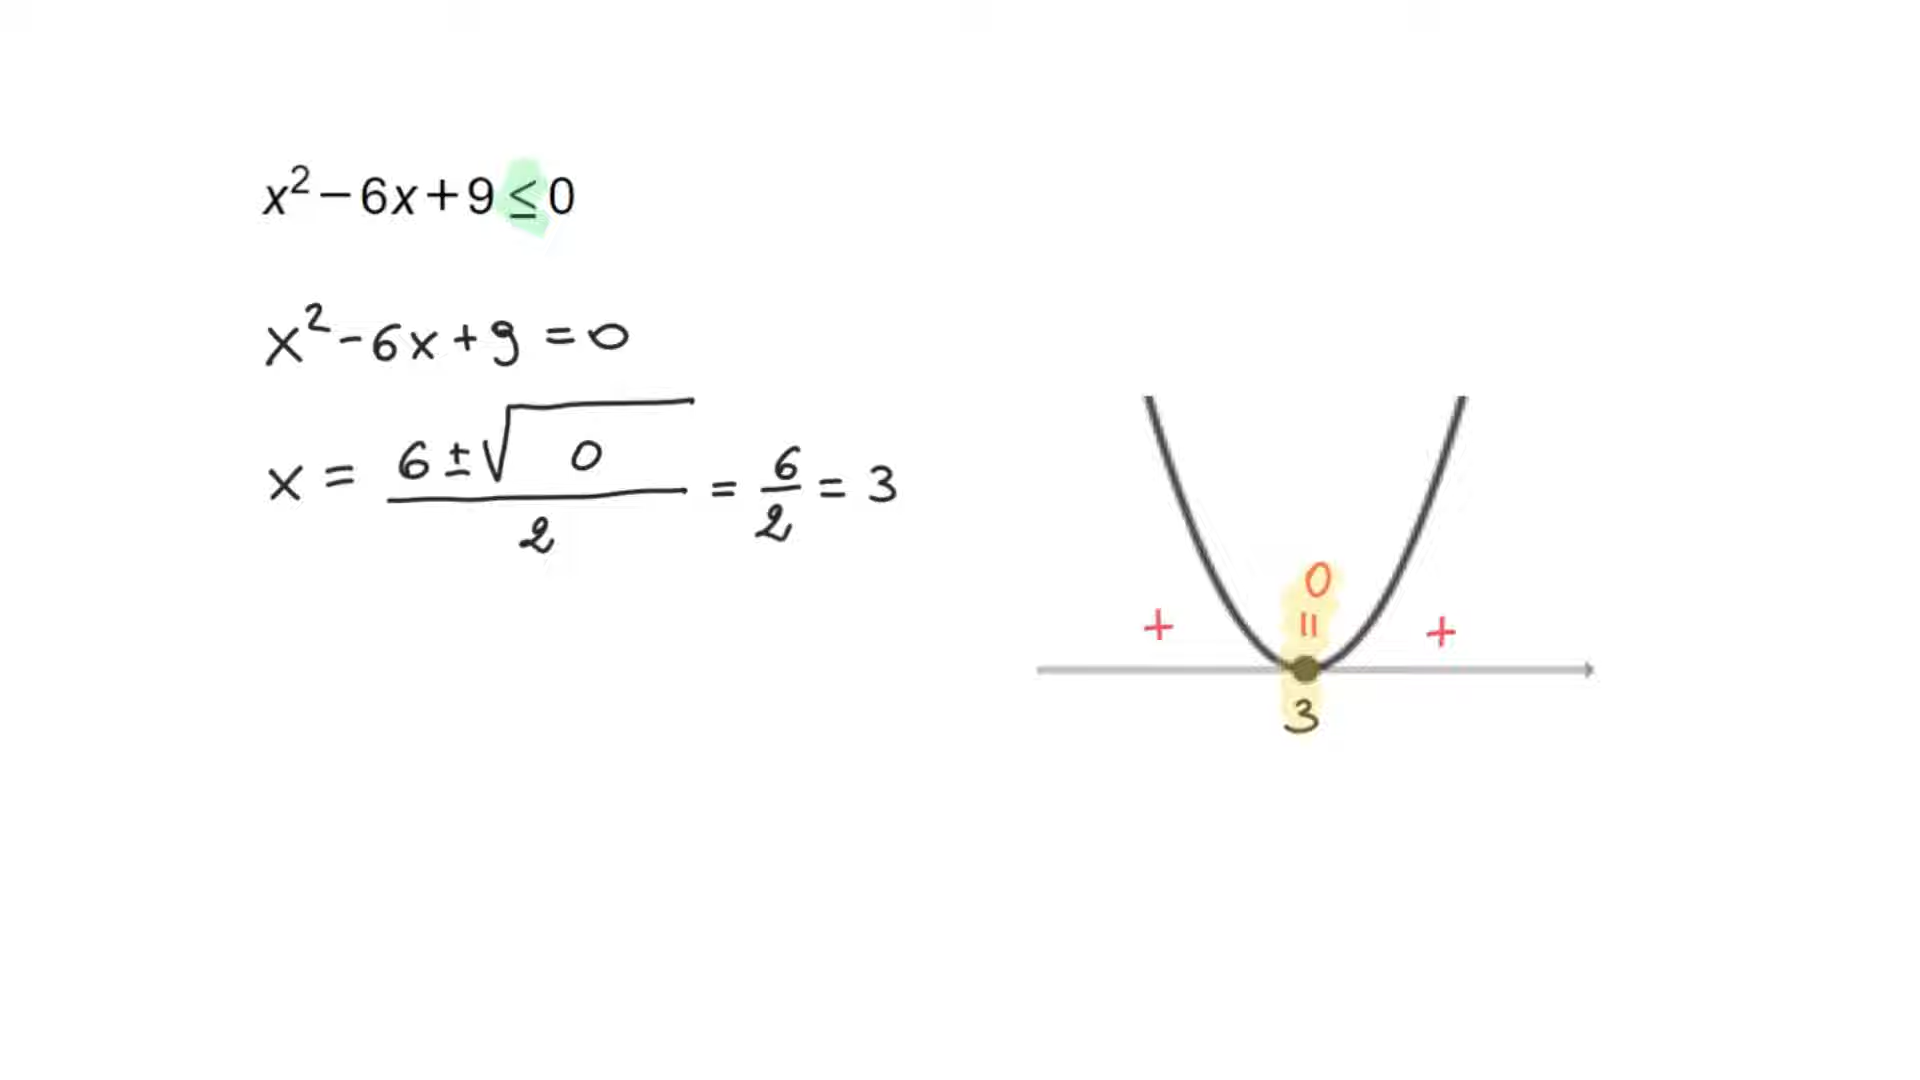 x² − 6x + 9 ≤ 0
x² - 6x + 9 = 0
x = (6 ± √0)/2 = 6/2 = 3
0
+ = +
3